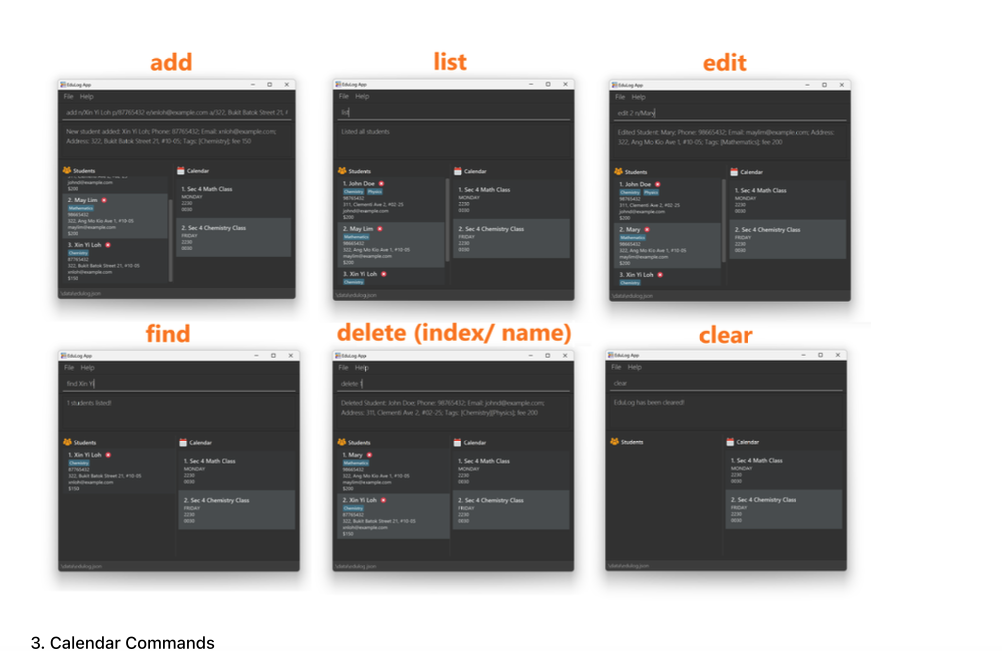 add
EduLog App
File Help
add n/Xin Yi Loh p/87765432 e/xinloh@example.com a/322, Bukit Batok Street 21, #
New student added: Xin Yi Loh; Phone: 87765432; Email: xinloh@example.com;
Address: 322, Bukit Batok Street 21, #10-05; Tags: [Chemistry]; fee 150
Students
johnd@example.com
$200
2. May Lim
Mathematics
98665432
322, Ang Mo Kio Ave 1, #10-05
maylim@example.com
$200
3. Xin Yi Loh
Chemistry
87765432
322, Bukit Batok Street 21, #10-05
xinloh@example.com
$150
Calendar
1. Sec 4 Math Class
MONDAY
2230
0030
2. Sec 4 Chemistry Class
FRIDAY
2230
0030
\data\edulog.json
list
EduLog App
File Help
list
Listed all students
Students
1. John Doe
Chemistry Physics
98765432
311, Clementi Ave 2, #02-25
johnd@example.com
$200
2. May Lim
Mathematics
98665432
322, Ang Mo Kio Ave 1, #10-05
maylim@example.com
$200
3. Xin Yi Loh
Chemistry
Calendar
1. Sec 4 Math Class
MONDAY
2230
0030
2. Sec 4 Chemistry Class
FRIDAY
2230
0030
\data\edulog.json
edit
EduLog App
File Help
edit 2 n/Mary
Edited Student: Mary; Phone: 98665432; Email: maylim@example.com; Address:
322, Ang Mo Kio Ave 1, #10-05; Tags: [Mathematics]; fee 200
Students
1. John Doe
Chemistry Physics
98765432
311, Clementi Ave 2, #02-25
johnd@example.com
$200
2. Mary
Mathematics
98665432
322, Ang Mo Kio Ave 1, #10-05
maylim@example.com
$200
3. Xin Yi Loh
Chemistry
Calendar
1. Sec 4 Math Class
MONDAY
2230
0030
2. Sec 4 Chemistry Class
FRIDAY
2230
0030
\data\edulog.json
find
EduLog App
File Help
find Xin Yi
1 students listed!
Students
1. Xin Yi Loh
Chemistry
87765432
322, Bukit Batok Street 21, #10-05
xinloh@example.com
$150
Calendar
1. Sec 4 Math Class
MONDAY
2230
0030
2. Sec 4 Chemistry Class
FRIDAY
2230
0030
\data\edulog.json
delete (index/ name)
EduLog App
File Help
delete 1
Deleted Student: John Doe; Phone: 98765432; Email: johnd@example.com;
Address: 311, Clementi Ave 2, #02-25; Tags: [Chemistry][Physics]; fee 200
Students
1. Mary
Mathematics
98665432
322, Ang Mo Kio Ave 1, #10-05
maylim@example.com
$200
2. Xin Yi Loh
Chemistry
87765432
322, Bukit Batok Street 21, #10-05
xinloh@example.com
$150
Calendar
1. Sec 4 Math Class
MONDAY
2230
0030
2. Sec 4 Chemistry Class
FRIDAY
2230
0030
\data\edulog.json
clear
EduLog App
File Help
clear
EduLog has been cleared!
Students
Calendar
1. Sec 4 Math Class
MONDAY
2230
0030
2. Sec 4 Chemistry Class
FRIDAY
2230
0030
\data\edulog.json
3. Calendar Commands